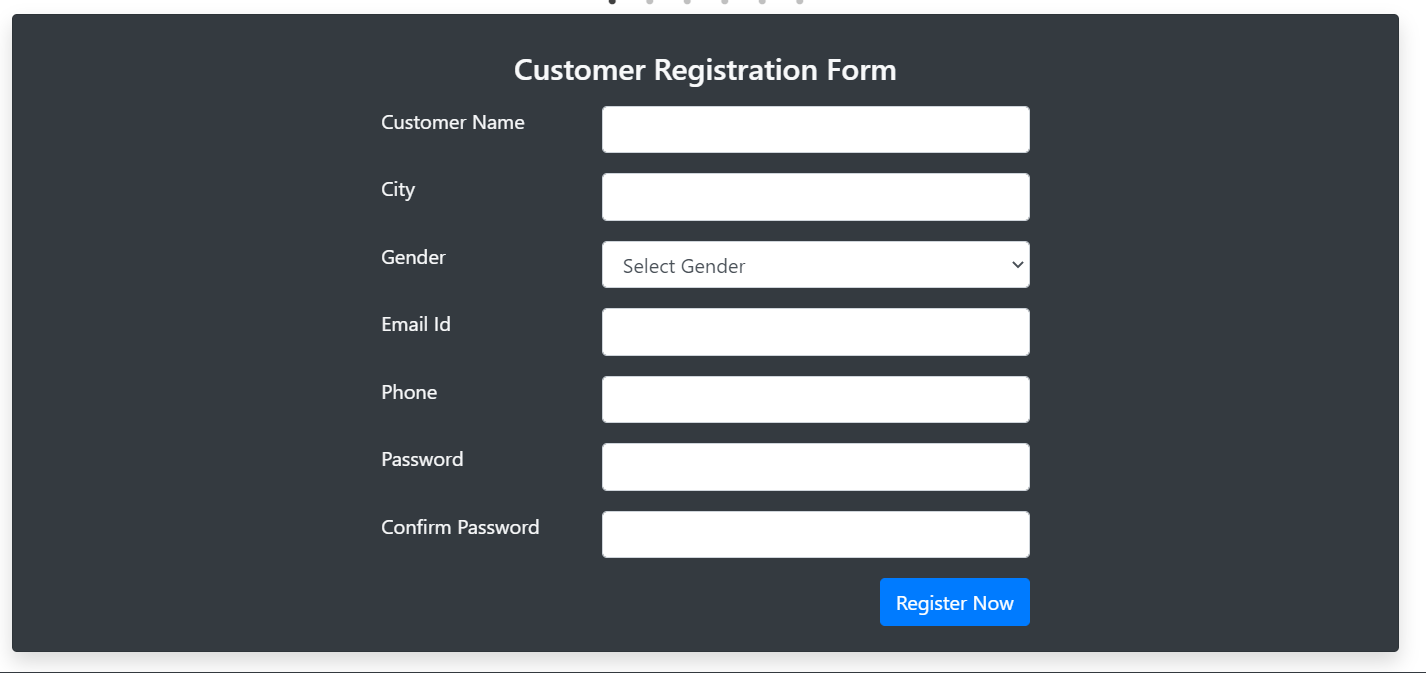 Customer Registration Form
Customer Name
City
Gender
Select Gender
Email Id
Phone
Password
Confirm Password
Register Now